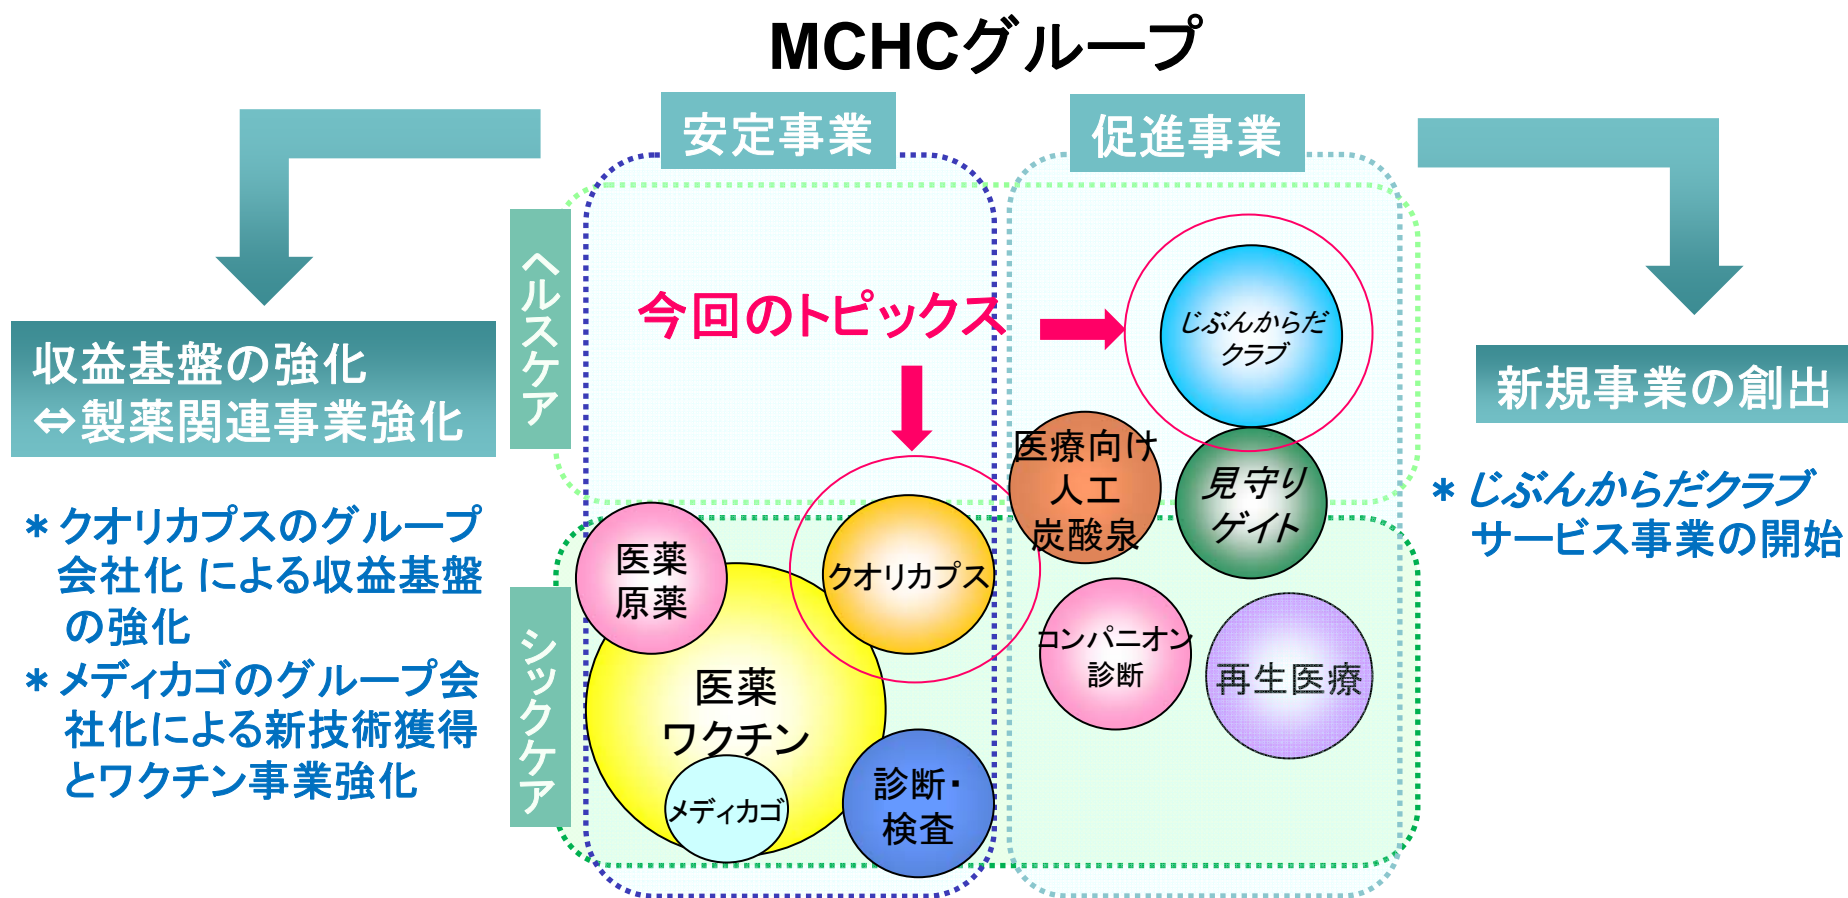 MCHCグループ
安定事業
促進事業
ヘルスケア
シックケア
収益基盤の強化
⇔製薬関連事業強化
＊クオリカプスのグループ
会社化 による収益基盤
の強化
＊メディカゴのグループ会
社化による新技術獲得
とワクチン事業強化
今回のトピックス
じぶんからだ
クラブ
医療向け
人工
炭酸泉
見守り
ゲイト
医薬
原薬
クオリカプス
医薬
ワクチン
メディカゴ
診断・
検査
コンパニオン
診断
再生医療
新規事業の創出
＊じぶんからだクラブ
サービス事業の開始